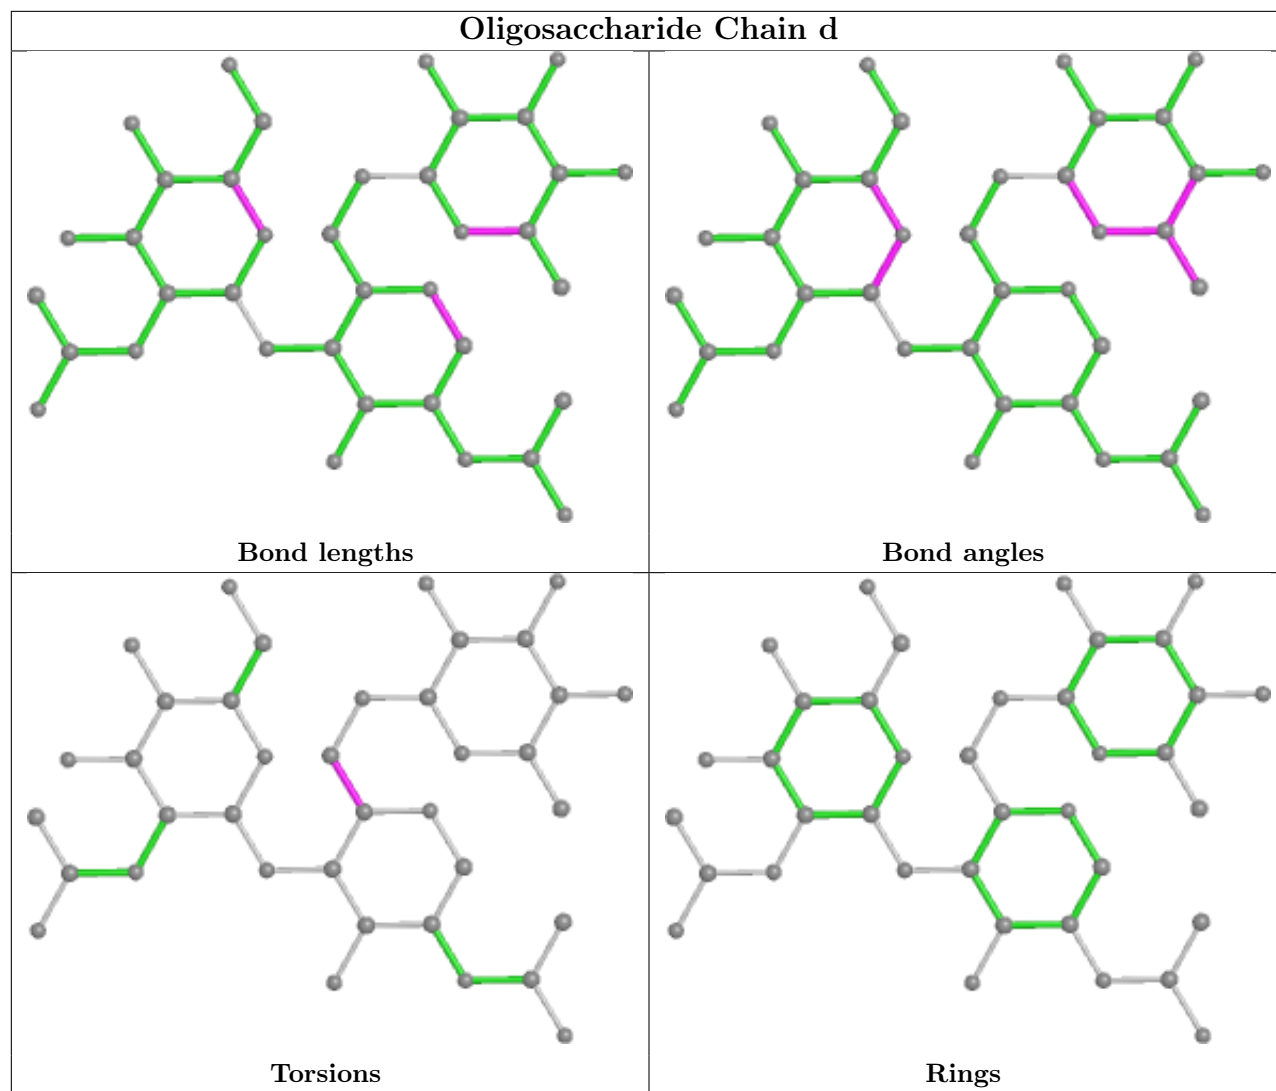 Oligosaccharide Chain d
Bond lengths
Bond angles
Torsions
Rings